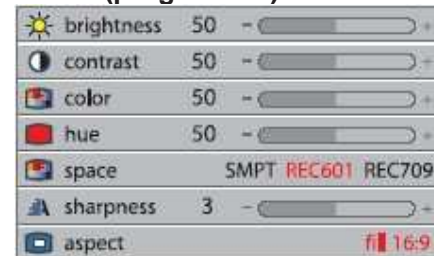 brightness 50 - +
contrast 50 - +
color 50 - +
hue 50 - +
space SMPT REC601 REC709
sharpness 3 - +
aspect 16:9